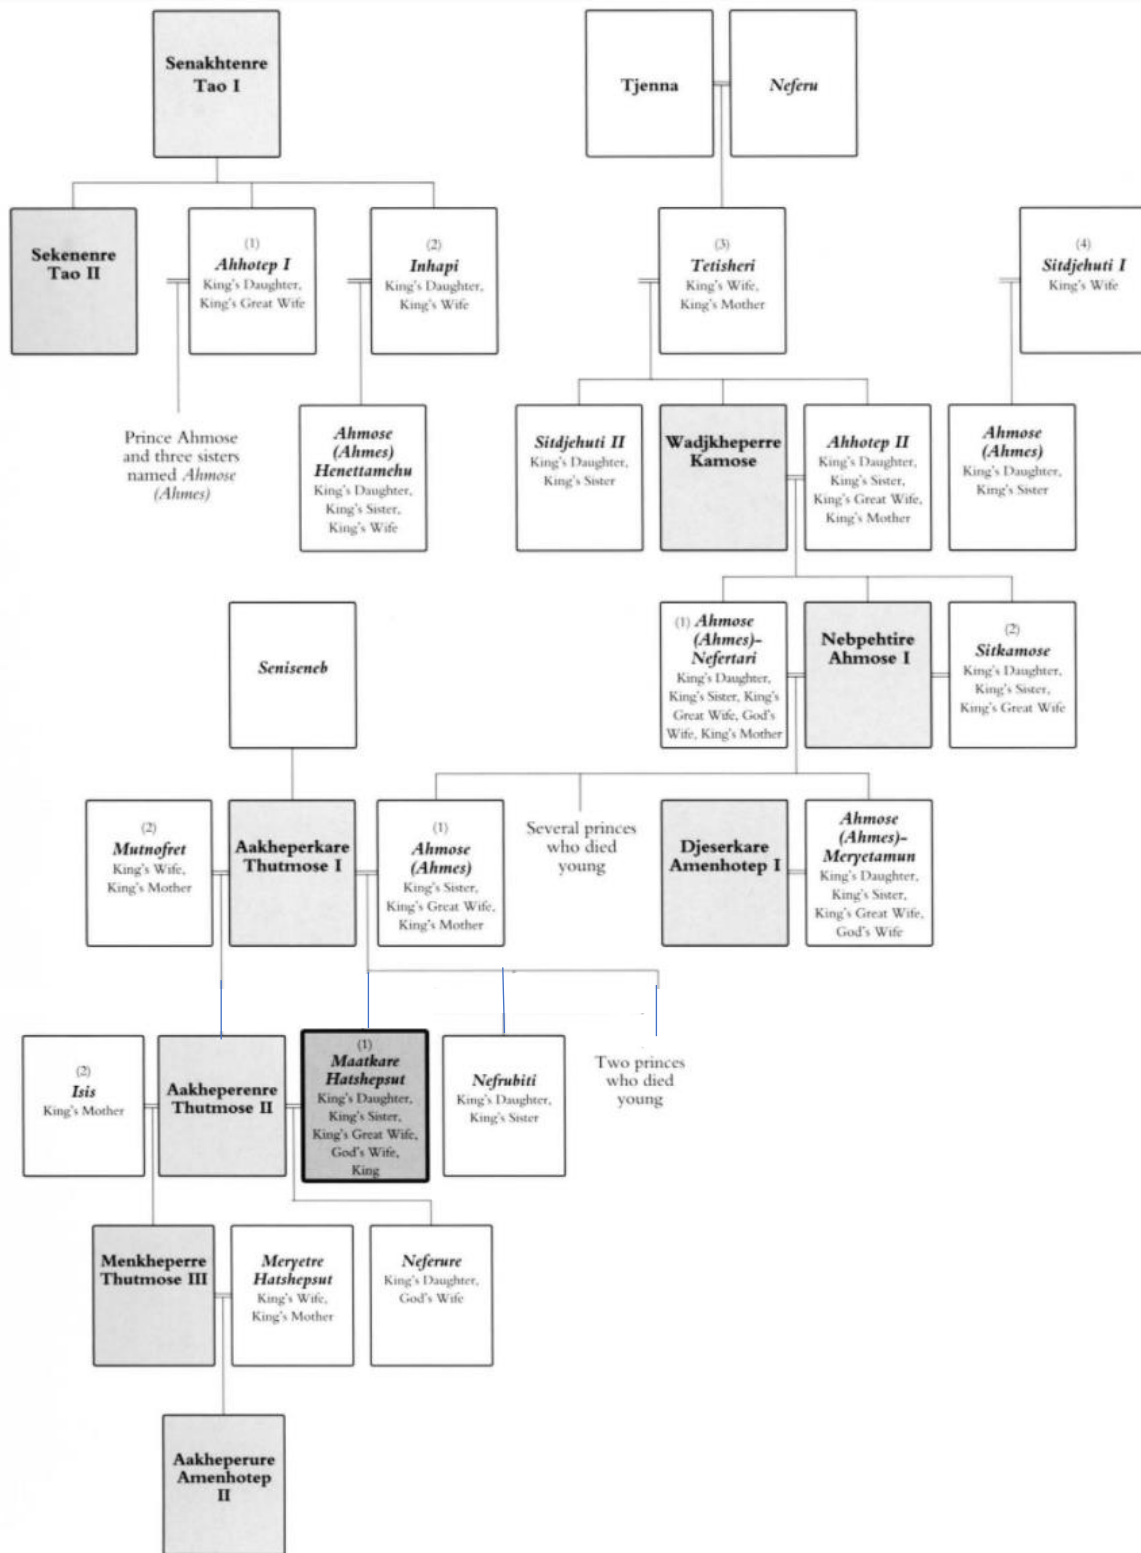 Senakhtenre
Tao I
Tjenna
Neferu
Sekenenre
Tao II
(1)
Ahhotep I
King's Daughter,
King's Great Wife
(2)
Inhapi
King's Daughter,
King's Wife
(3)
Tetisheri
King's Wife,
King's Mother
(4)
Sitdjehuti I
King's Wife
Prince Ahmose
and three sisters
named Ahmose
(Ahmes)
Ahmose
(Ahmes)
Henettamehu
King's Daughter,
King's Sister,
King's Wife
Sitdjehuti II
King's Daughter,
King's Sister
Wadjkheperre
Kamose
Ahhotep II
King's Daughter,
King's Sister,
King's Great Wife,
King's Mother
Ahmose
(Ahmes)
King's Daughter,
King's Sister
Seniseneb
(1) Ahmose
(Ahmes)-
Nefertari
King's Daughter,
King's Sister, King's
Great Wife, God's
Wife, King's Mother
Nebpehtire
Ahmose I
(2)
Sitkamose
King's Daughter,
King's Sister,
King's Great Wife
(2)
Mutnofret
King's Wife,
King's Mother
Aakheperkare
Thutmose I
(1)
Ahmose
(Ahmes)
King's Sister,
King's Great Wife,
King's Mother
Several princes
who died
young
Djeserkare
Amenhotep I
Ahmose
(Ahmes)-
Meryetamun
King's Daughter,
King's Sister,
King's Great Wife,
God's Wife
(2)
Isis
King's Mother
Aakheperenre
Thutmose II
(1)
Maatkare
Hatshepsut
King's Daughter,
King's Sister,
King's Great Wife,
God's Wife,
King
Nefrubiti
King's Daughter,
King's Sister
Two princes
who died
young
Menkheperre
Thutmose III
Meryetre
Hatshepsut
King's Wife,
King's Mother
Neferure
King's Daughter,
God's Wife
Aakheperure
Amenhotep
II